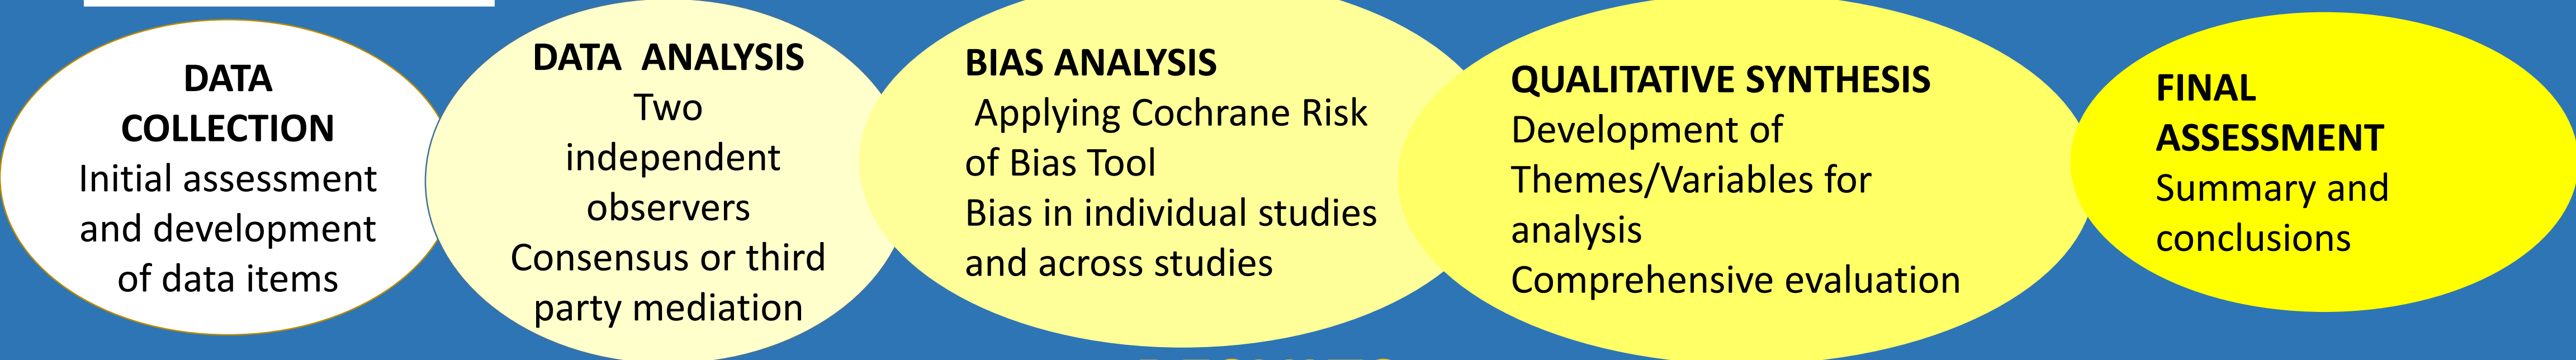 DATA
COLLECTION
Initial assessment
and development
of data items
DATA  ANALYSIS
Two
independent
observers
Consensus or third
party mediation
BIAS ANALYSIS
Applying Cochrane Risk
of Bias Tool
Bias in individual studies
and across studies
QUALITATIVE SYNTHESIS
Development of
Themes/Variables for
analysis
Comprehensive evaluation
FINAL
ASSESSMENT
Summary and
conclusions